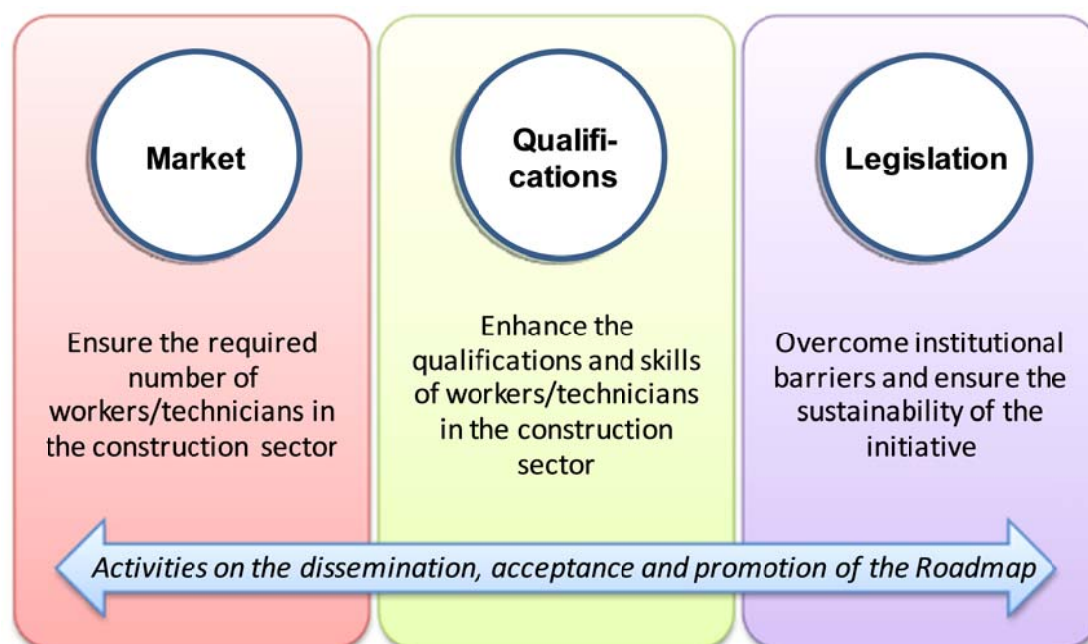 Market
Ensure the required
number of
workers/technicians in
the construction sector
Qualifi-
cations
Enhance the
qualifications and skills
of workers/technicians
in the construction
sector
Legislation
Overcome institutional
barriers and ensure the
sustainability of the
initiative
Activities on the dissemination, acceptance and promotion of the Roadmap